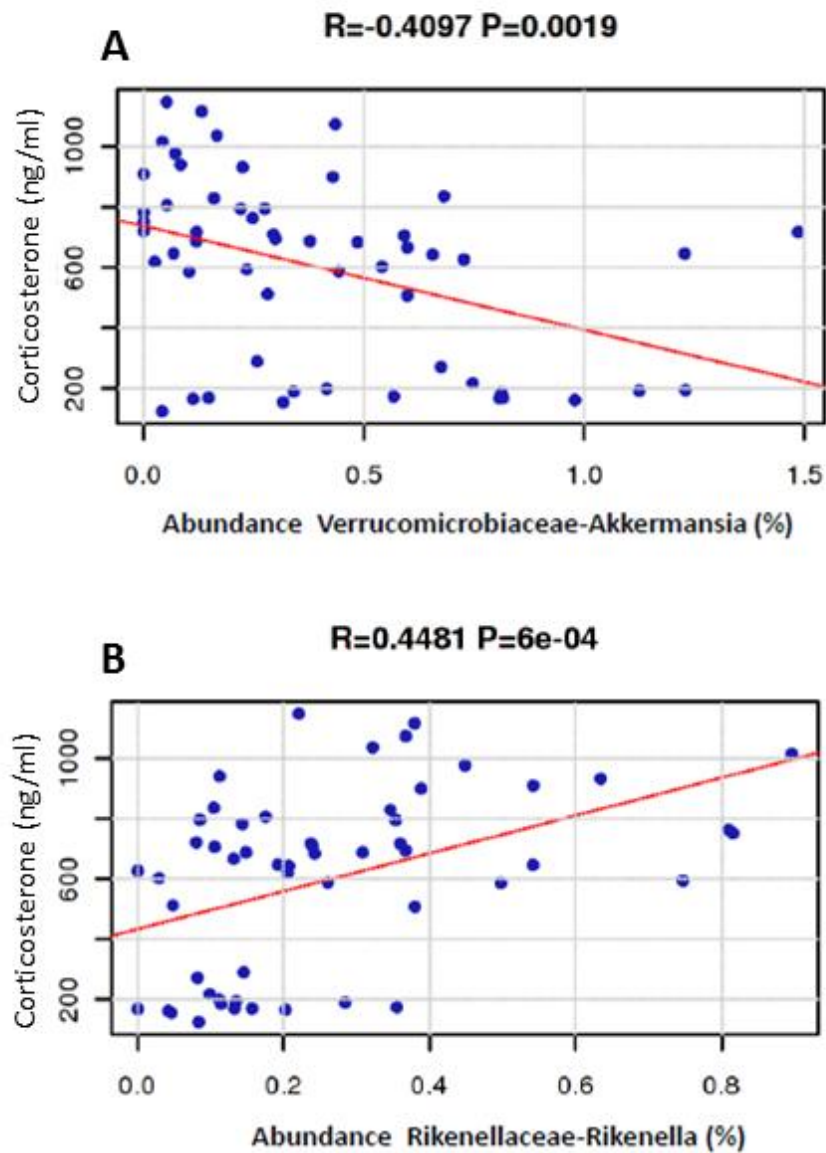 R=-0.4097 P=0.0019
A
Corticosterone (ng/ml)
1000
600
200
0.0 0.5 1.0 1.5
Abundance Verrucomicrobiaceae-Akkermansia (%)
R=0.4481 P=6e-04
B
Corticosterone (ng/ml)
1000
600
200
0.0 0.2 0.4 0.6 0.8
Abundance Rikenellaceae-Rikenella (%)